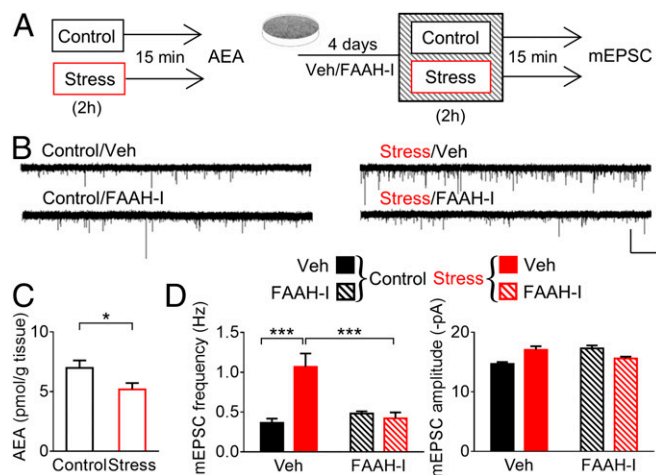 A
Control
Stress
(2h)
15 min
AEA
4 days
Veh/FAAH-I
Control
Stress
(2h)
15 min
mEPSC
B
Control/Veh
Control/FAAH-I
Stress/Veh
Stress/FAAH-I
Veh
FAAH-I
Control
Stress
Veh
FAAH-I
C
AEA (pmol/g tissue)
10
5
0
*
Control Stress
D
mEPSC frequency (Hz)
1.5
1.0
0.5
0.0
***
***
Veh
FAAH-I
mEPSC amplitude (-pA)
20
10
0
Veh
FAAH-I